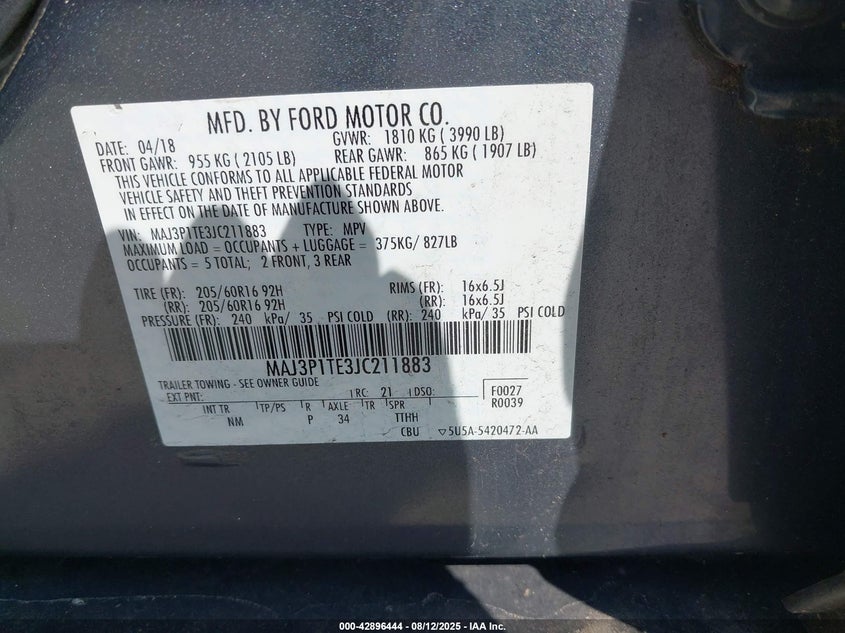 MFD. BY FORD MOTOR CO.
DATE: 04/18 GVWR: 1810 KG ( 3990 LB)
FRONT GAWR: 955 KG ( 2105 LB) REAR GAWR: 865 KG ( 1907 LB)
THIS VEHICLE CONFORMS TO ALL APPLICABLE FEDERAL MOTOR
VEHICLE SAFETY AND THEFT PREVENTION STANDARDS
IN EFFECT ON THE DATE OF MANUFACTURE SHOWN ABOVE.
VIN: MAJ3P1TE3JC211883 TYPE: MPV
MAXIMUM LOAD = OCCUPANTS + LUGGAGE = 375KG/ 827LB
OCCUPANTS = 5 TOTAL; 2 FRONT, 3 REAR
TIRE (FR): 205/60R16 92H RIMS (FR): 16x6.5J
(RR): 205/60R16 92H (RR): 16x6.5J
PRESSURE (FR): 240 kPa/ 35 PSI COLD (RR): 240 kPa/ 35 PSI COLD
MAJ3P1TE3JC211883
TRAILER TOWING - SEE OWNER GUIDE
EXT PNT: RC: 21 DSO: F0027
R0039
INT TR TP/PS R AXLE TR SPR
NM P 34 TTHH
CBU ▽5U5A-5420472-AA
000-42896444 - 08/12/2025 - IAA Inc.